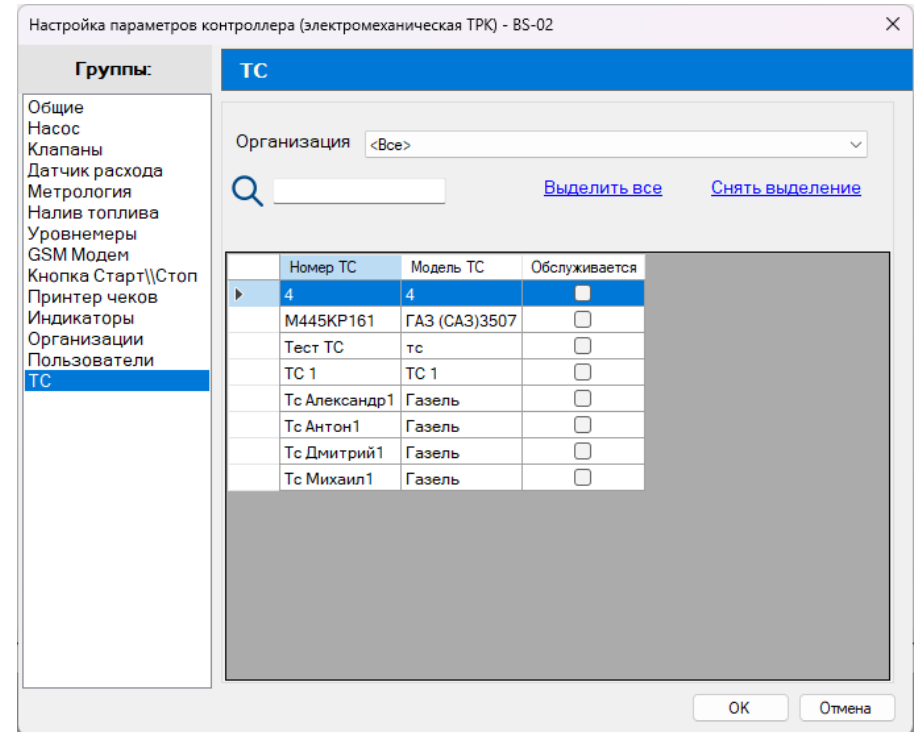 Настройка параметров контроллера (электромеханическая ТРК) - BS-02
Группы:
Общие
Насос
Клапаны
Датчик расхода
Метрология
Налив топлива
Уровнемеры
GSM Модем
Кнопка Старт\\Стоп
Принтер чеков
Индикаторы
Организации
Пользователи
ТС
ТС
Организация <Все>
Выделить все Снять выделение
Номер ТС Модель ТС Обслуживается
4 4
М445КР161 ГАЗ (САЗ)3507
Тест ТС тс
ТС 1 ТС 1
Тс Александр1 Газель
Тс Антон1 Газель
Тс Дмитрий1 Газель
Тс Михаил1 Газель
OK Отмена